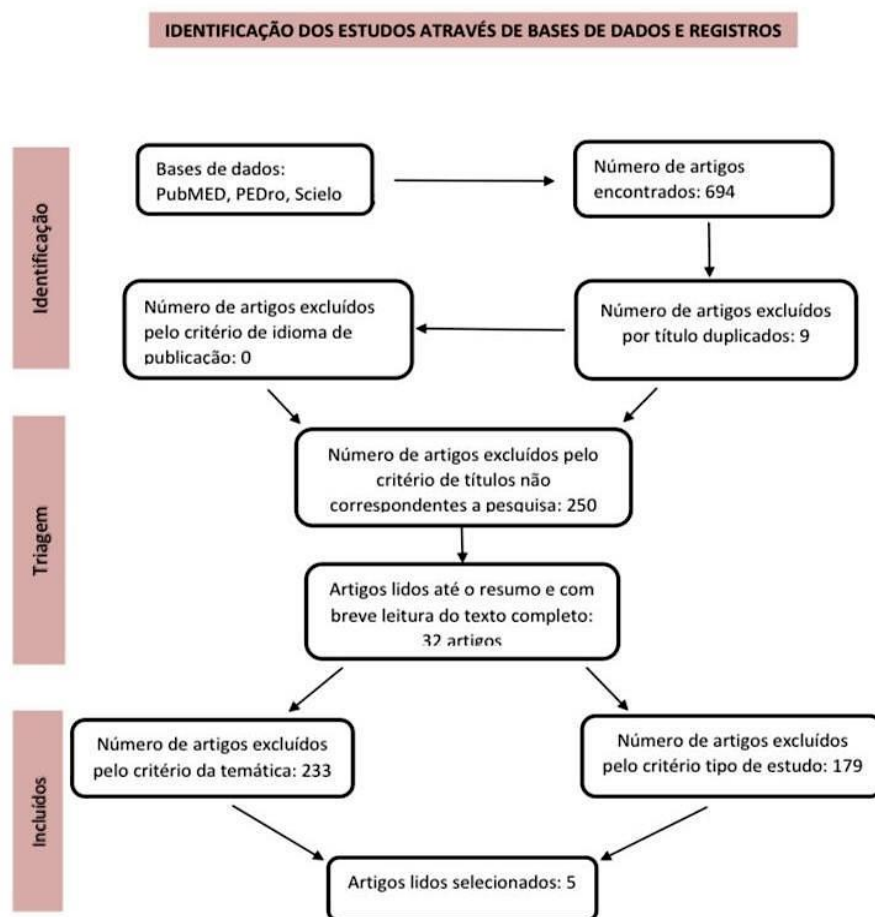 IDENTIFICAÇÃO DOS ESTUDOS ATRAVÉS DE BASES DE DADOS E REGISTROS
Identificação
Bases de dados:
PubMED, PEDro, Scielo
Número de artigos
encontrados: 694
Número de artigos excluídos
pelo critério de idioma de
publicação: 0
Número de artigos excluídos
por título duplicados: 9
Triagem
Número de artigos excluídos pelo
critério de títulos não
correspondentes a pesquisa: 250
Artigos lidos até o resumo e com
breve leitura do texto completo:
32 artigos
Incluídos
Número de artigos excluídos
pelo critério da temática: 233
Número de artigos excluídos
pelo critério tipo de estudo: 179
Artigos lidos selecionados: 5